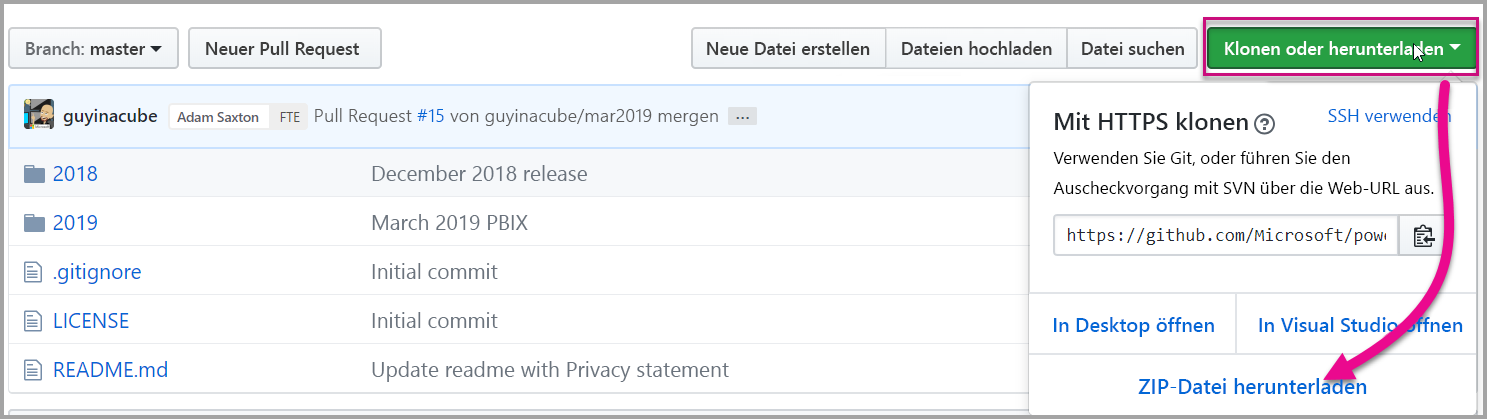 Branch: master
Neuer Pull Request
Neue Datei erstellen
Dateien hochladen
Datei suchen
Klonen oder herunterladen
guyinacube Adam Saxton FTE Pull Request #15 von guyinacube/mar2019 mergen ...
2018 December 2018 release
2019 March 2019 PBIX
.gitignore Initial commit
LICENSE Initial commit
README.md Update readme with Privacy statement
Mit HTTPS klonen ?
SSH verwenden
Verwenden Sie Git, oder führen Sie den
Auscheckvorgang mit SVN über die Web-URL aus.
https://github.com/Microsoft/powe
In Desktop öffnen
In Visual Studio öffnen
ZIP-Datei herunterladen